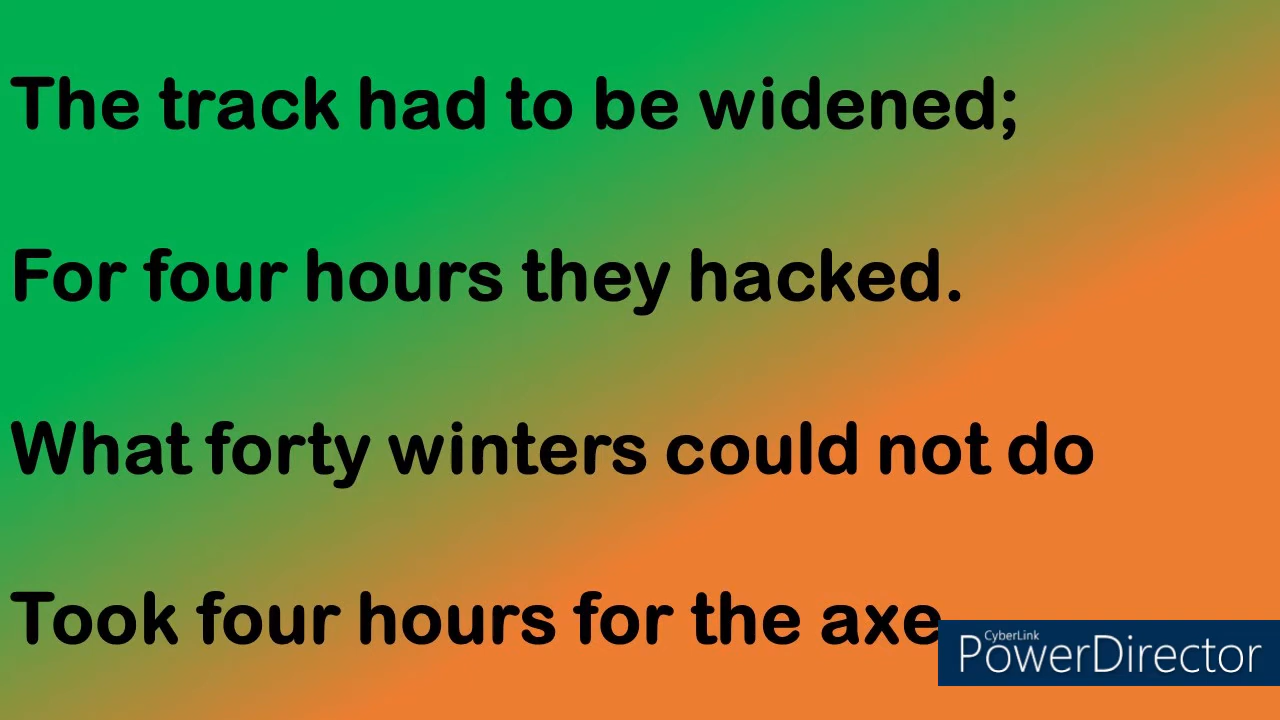 The track had to be widened;
For four hours they hacked.
What forty winters could not do
Took four hours for the axe
CyberLink
PowerDirector